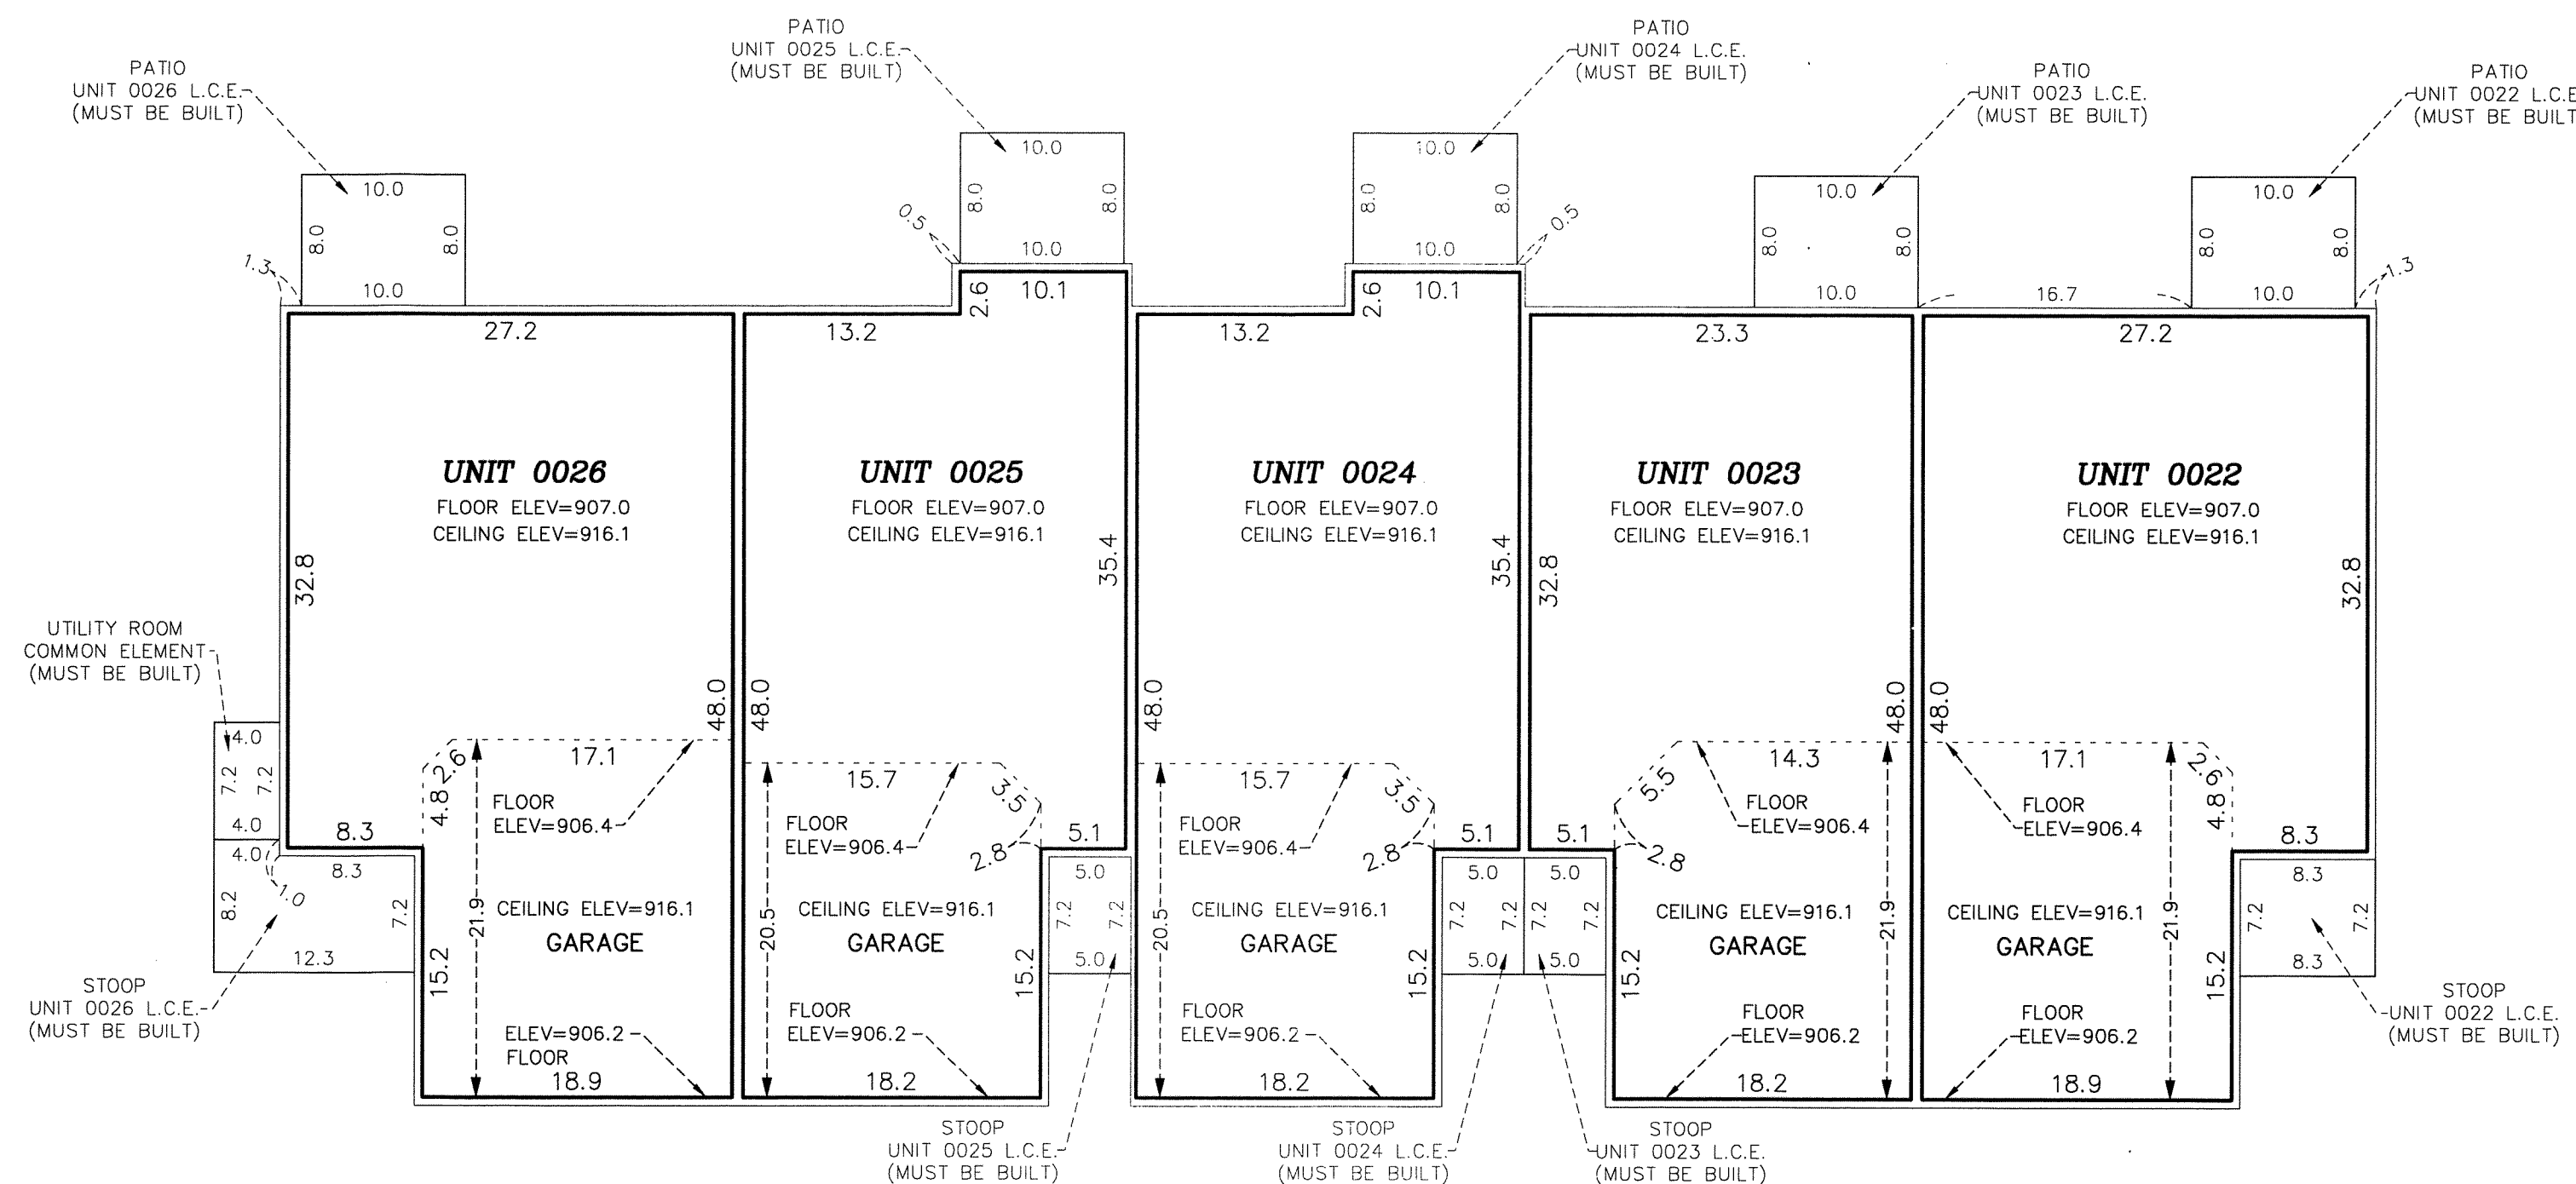 PATIO
UNIT 0026 L.C.E.
(MUST BE BUILT)
PATIO
UNIT 0025 L.C.E.
(MUST BE BUILT)
PATIO
UNIT 0024 L.C.E.
(MUST BE BUILT)
PATIO
UNIT 0023 L.C.E.
(MUST BE BUILT)
PATIO
UNIT 0022 L.C.E
(MUST BE BUILT
10.0
8.0
8.0
10.0
1.3
10.0
8.0
8.0
10.0
0.5
10.0
8.0
8.0
10.0
0.5
10.0
8.0
8.0
10.0
16.7
10.0
8.0
8.0
10.0
1.3
27.2
13.2
2.6
10.1
13.2
2.6
10.1
23.3
27.2
UNIT 0026
FLOOR ELEV=907.0
CEILING ELEV=916.1
UNIT 0025
FLOOR ELEV=907.0
CEILING ELEV=916.1
UNIT 0024
FLOOR ELEV=907.0
CEILING ELEV=916.1
UNIT 0023
FLOOR ELEV=907.0
CEILING ELEV=916.1
UNIT 0022
FLOOR ELEV=907.0
CEILING ELEV=916.1
32.8
35.4
35.4
32.8
32.8
UTILITY ROOM
COMMON ELEMENT
(MUST BE BUILT)
4.0
7.2
7.2
4.0
48.0
48.0
48.0
48.0
48.0
17.1
2.6
4.8
FLOOR
ELEV=906.4
8.3
15.7
3.5
FLOOR
ELEV=906.4
2.8
5.1
15.7
3.5
FLOOR
ELEV=906.4
2.8
5.1
5.1
5.5
14.3
FLOOR
ELEV=906.4
2.8
17.1
2.6
4.8
FLOOR
ELEV=906.4
8.3
4.0
8.3
1.0
8.2
7.2
12.3
STOOP
UNIT 0026 L.C.E.
(MUST BE BUILT)
21.9
CEILING ELEV=916.1
GARAGE
15.2
ELEV=906.2
FLOOR
18.9
20.5
CEILING ELEV=916.1
GARAGE
15.2
FLOOR
ELEV=906.2
18.2
5.0
7.2
7.2
5.0
20.5
CEILING ELEV=916.1
GARAGE
15.2
FLOOR
ELEV=906.2
18.2
5.0
7.2
7.2
5.0
5.0
7.2
7.2
5.0
CEILING ELEV=916.1
GARAGE
21.9
15.2
FLOOR
ELEV=906.2
18.2
CEILING ELEV=916.1
GARAGE
21.9
15.2
FLOOR
ELEV=906.2
18.9
8.3
7.2
7.2
8.3
STOOP
UNIT 0022 L.C.E.
(MUST BE BUILT)
STOOP
UNIT 0025 L.C.E.
(MUST BE BUILT)
STOOP
UNIT 0024 L.C.E.
(MUST BE BUILT)
STOOP
UNIT 0023 L.C.E.
(MUST BE BUILT)